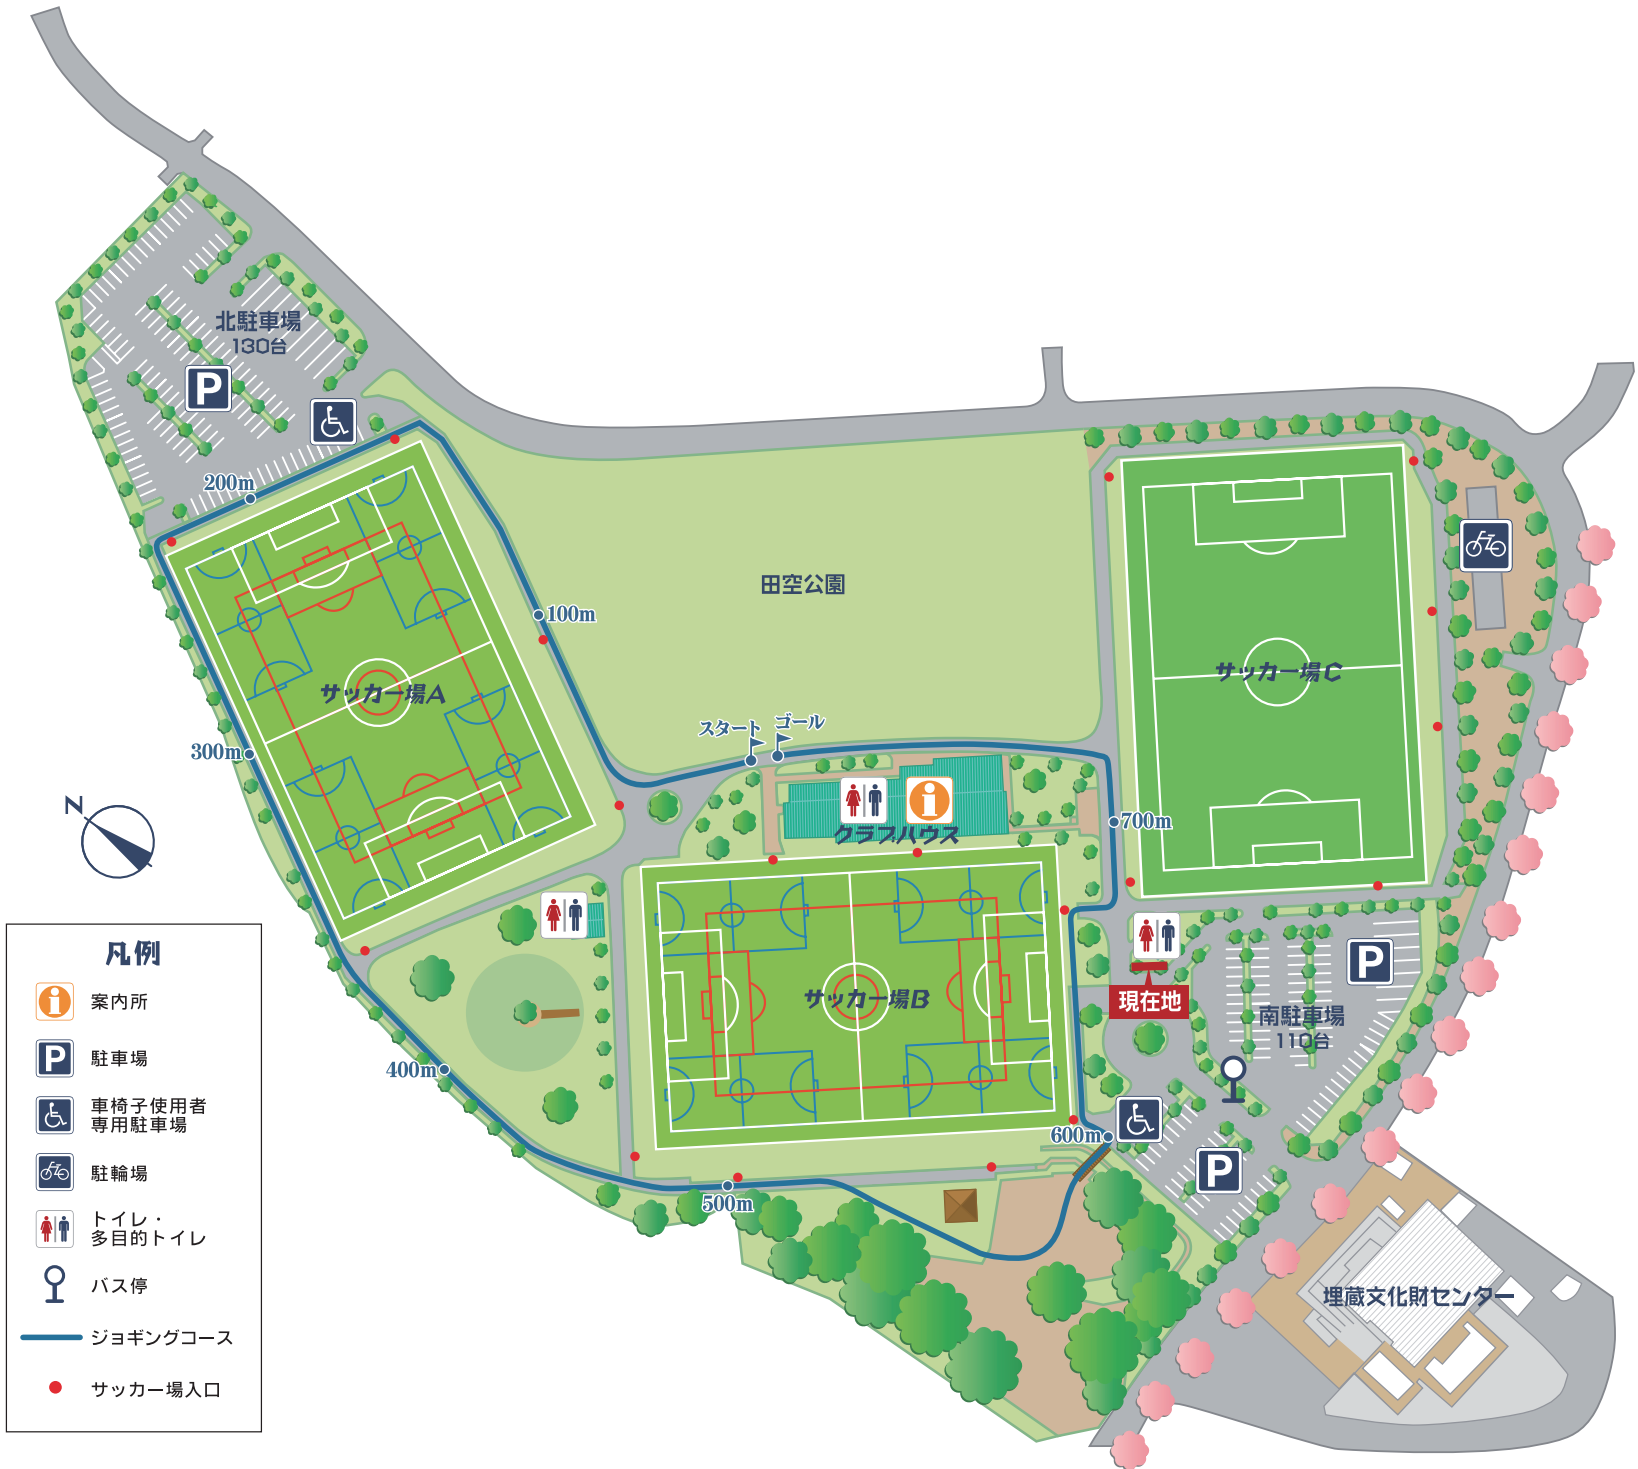 北駐車場
130台
P
200m
100m
田空公園
サッカー場A
サッカー場C
300m
スタート
ゴール
クラブハウス
700m
N
サッカー場B
P
現在地
南駐車場
110台
400m
600m
P
500m
埋蔵文化財センター
凡例
i 案内所
P 駐車場
車椅子使用者
専用駐車場
駐輪場
トイレ・
多目的トイレ
バス停
ジョギングコース
サッカー場入口